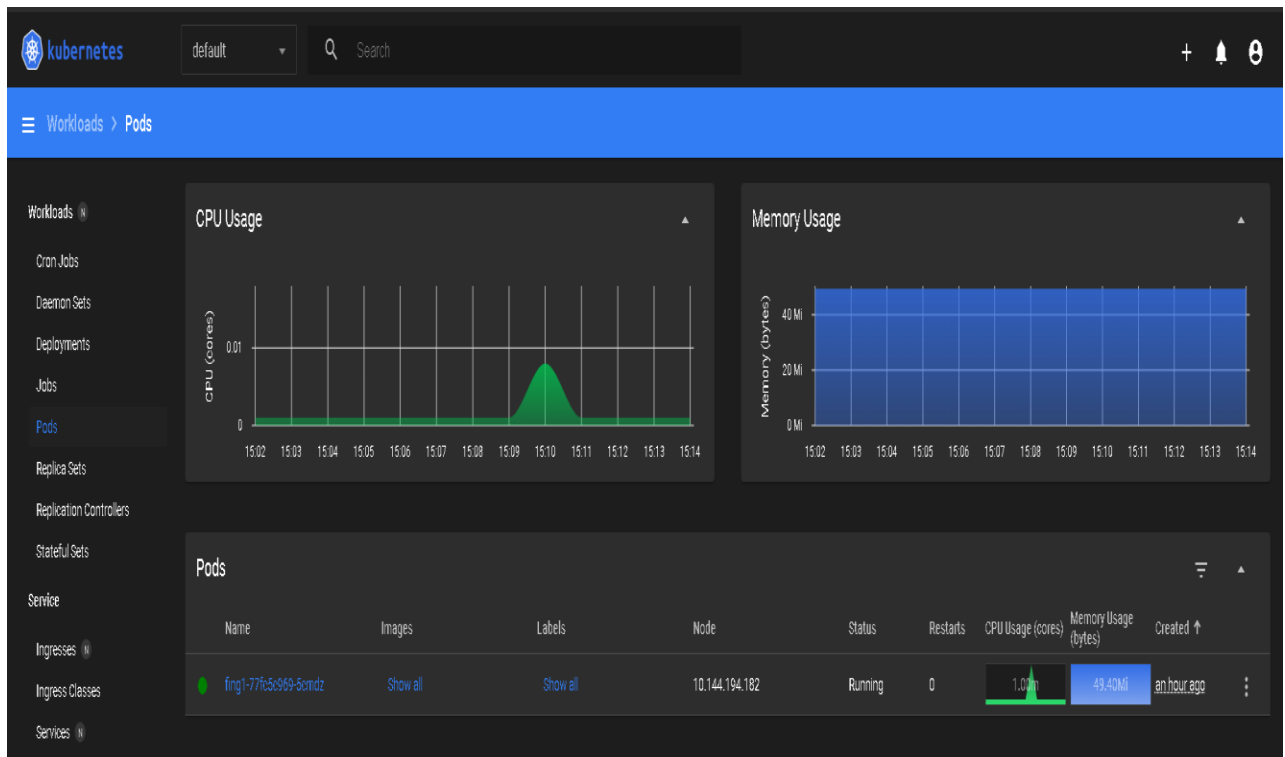 kubernetes
default
Search
Workloads > Pods
Workloads N
Cron Jobs
Daemon Sets
Deployments
Jobs
Pods
Replica Sets
Replication Controllers
Stateful Sets
Service
Ingresses N
Ingress Classes
Services N
CPU Usage
CPU (cores)
0.01
0
15:02 15:03 15:04 15:05 15:06 15:07 15:08 15:09 15:10 15:11 15:12 15:13 15:14
Memory Usage
Memory (bytes)
40 Mi
20 Mi
0 Mi
15:02 15:03 15:04 15:05 15:06 15:07 15:08 15:09 15:10 15:11 15:12 15:13 15:14
Pods
Name Images Labels Node Status Restarts CPU Usage (cores) Memory Usage (bytes) Created
Show all Show all 10.144.194.182 Running 0 1.00m 49.40Mi an hour ago